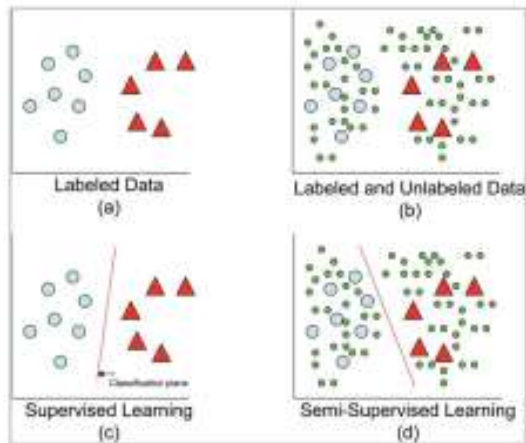 Labeled Data
(a)
Labeled and Unlabeled Data
(b)
Classification plane
Supervised Learning
(c)
Semi-Supervised Learning
(d)